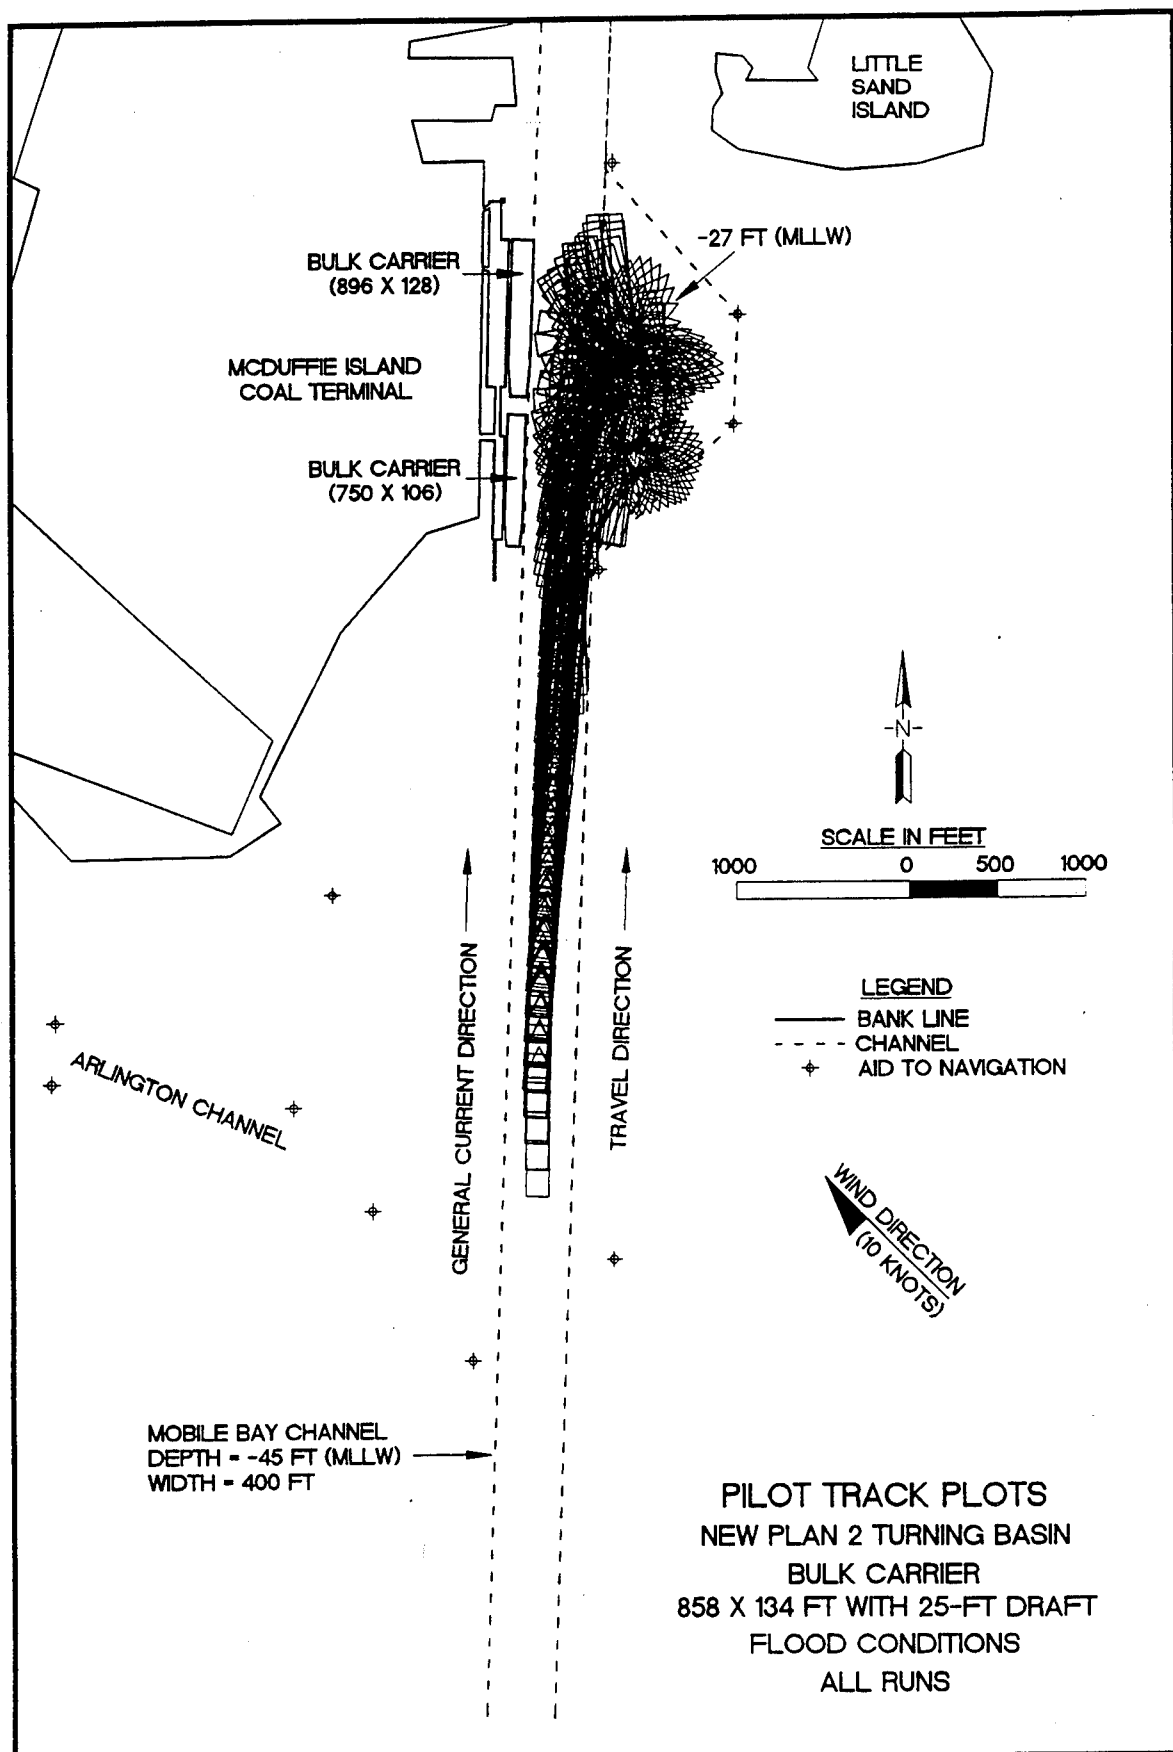 LITTLE
SAND
ISLAND
-27 FT (MLLW)
BULK CARRIER
(896 X 128)
MCDUFFIE ISLAND
COAL TERMINAL
BULK CARRIER
(750 X 106)
-N-
SCALE IN FEET
1000 0 500 1000
LEGEND
BANK LINE
CHANNEL
AID TO NAVIGATION
GENERAL CURRENT DIRECTION
TRAVEL DIRECTION
ARLINGTON CHANNEL
WIND DIRECTION
(10 KNOTS)
MOBILE BAY CHANNEL
DEPTH = -45 FT (MLLW)
WIDTH = 400 FT
PILOT TRACK PLOTS
NEW PLAN 2 TURNING BASIN
BULK CARRIER
858 X 134 FT WITH 25-FT DRAFT
FLOOD CONDITIONS
ALL RUNS